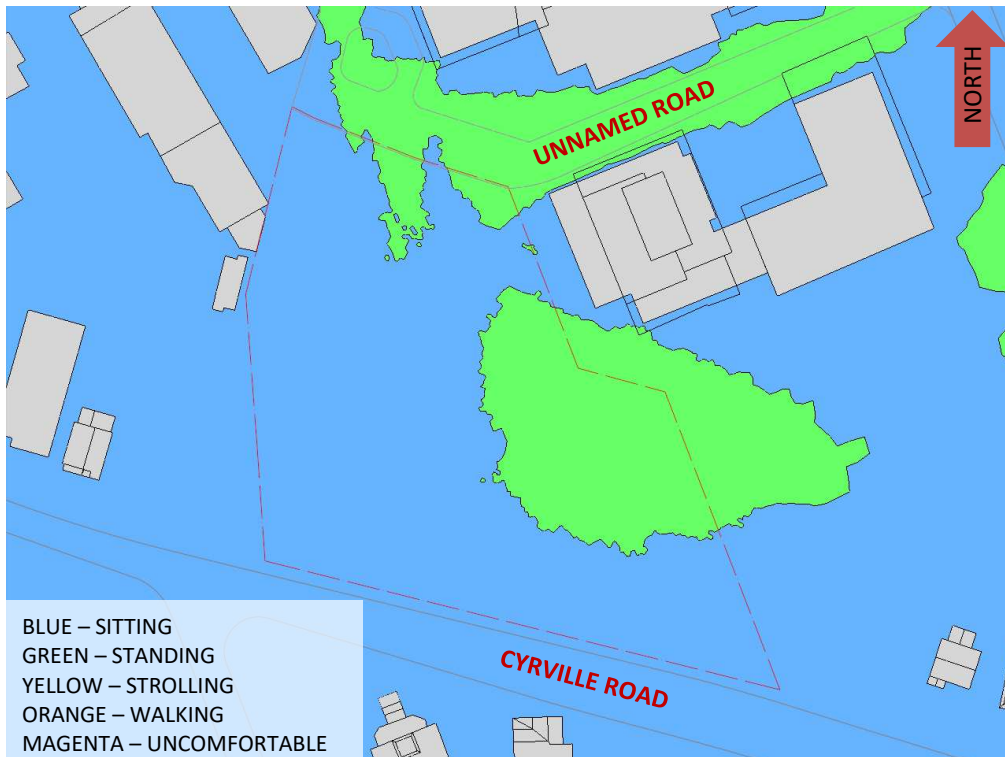 NORTH
UNNAMED ROAD
CYRVILLE ROAD
BLUE – SITTING
GREEN – STANDING
YELLOW – STROLLING
ORANGE – WALKING
MAGENTA – UNCOMFORTABLE